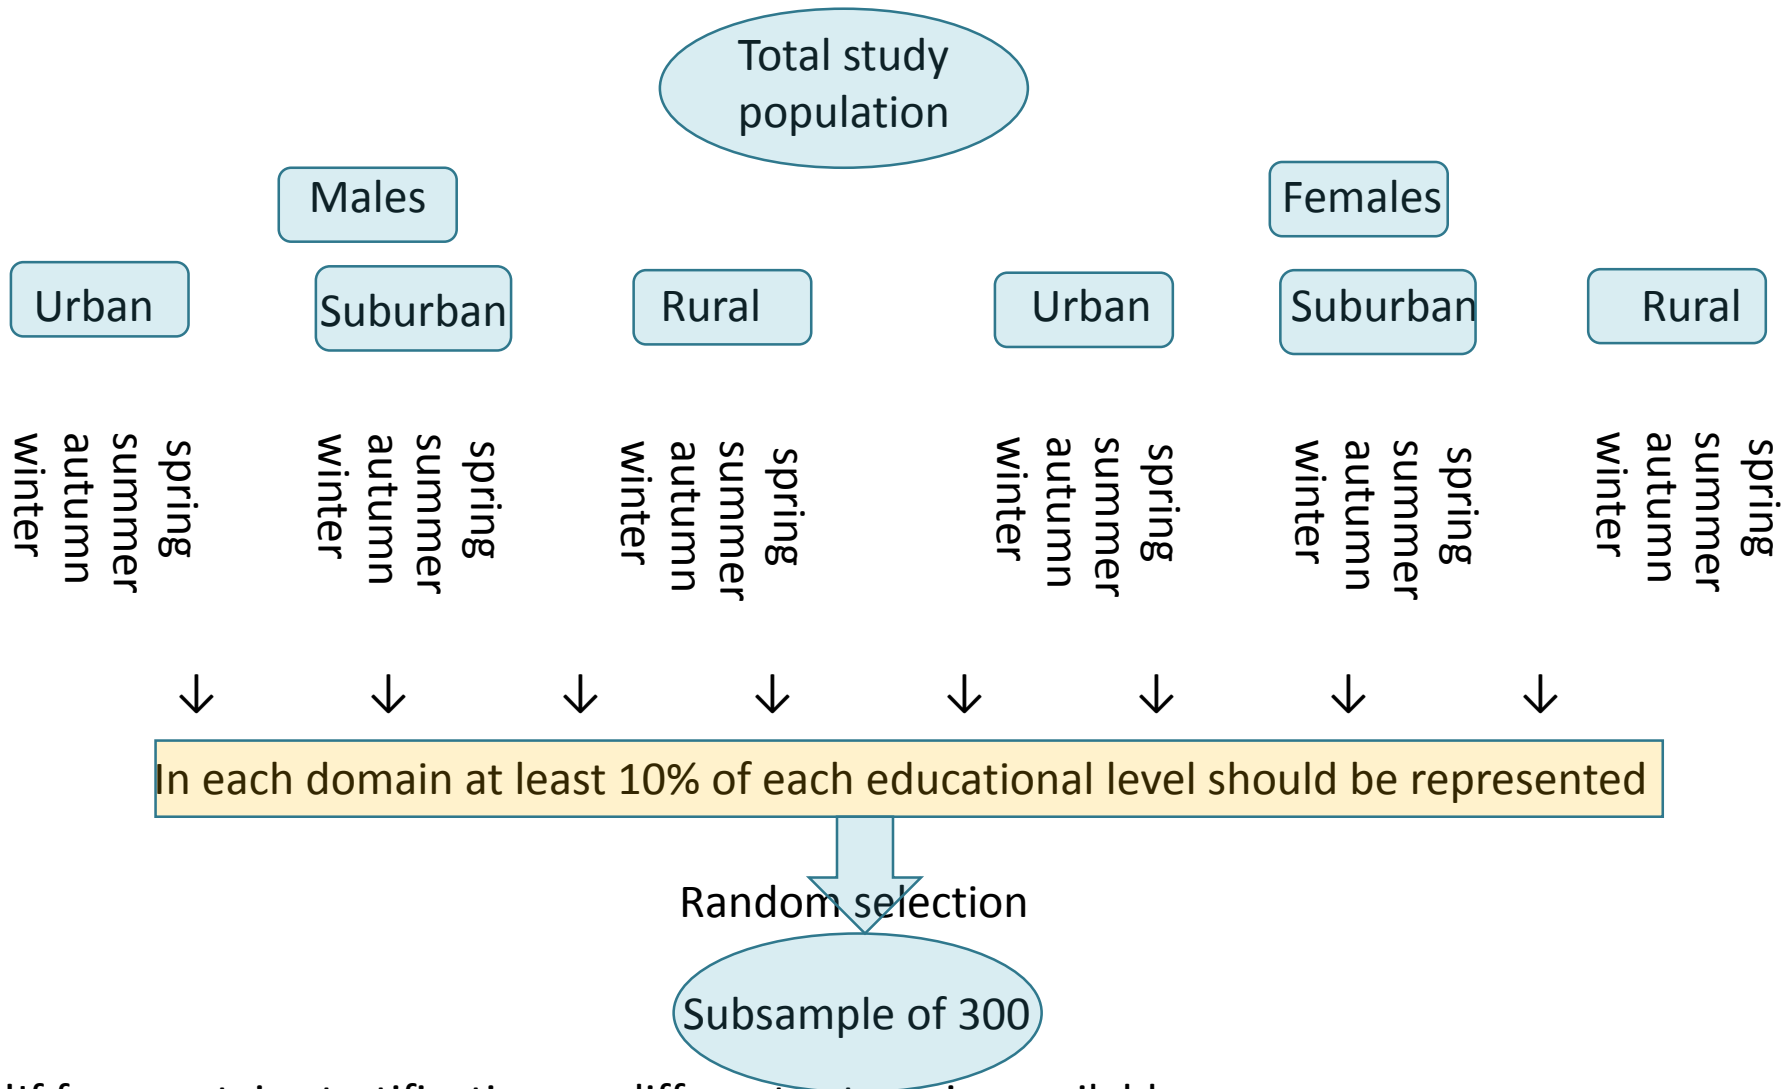 Total study
population
Males
Females
Urban
Suburban
Rural
Urban
Suburban
Rural
spring
summer
autumn
winter
spring
summer
autumn
winter
spring
summer
autumn
winter
spring
summer
autumn
winter
spring
summer
autumn
winter
spring
summer
autumn
winter
↓ ↓ ↓ ↓ ↓ ↓ ↓ ↓
In each domain at least 10% of each educational level should be represented
Random selection
Subsample of 300